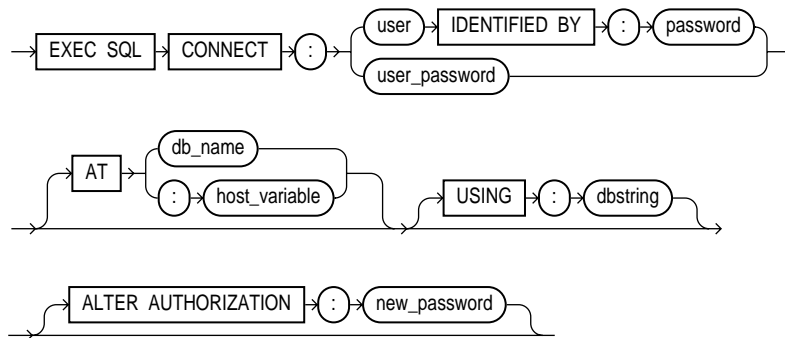 EXEC SQL CONNECT : user IDENTIFIED BY : password
user_password
AT db_name
: host_variable
USING : dbstring
ALTER AUTHORIZATION : new_password